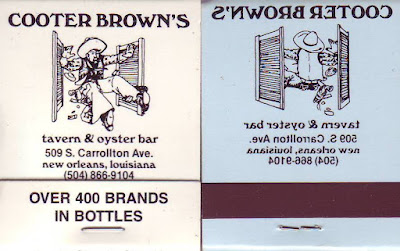 COOTER BROWN'S
tavern & oyster bar
509 S. Carrollton Ave.
new orleans, louisiana
(504) 866-9104
OVER 400 BRANDS
IN BOTTLES
COOTER BROWN'S
tavern & oyster bar
509 S. Carrollton Ave.
new orleans, louisiana
(504) 866-9104